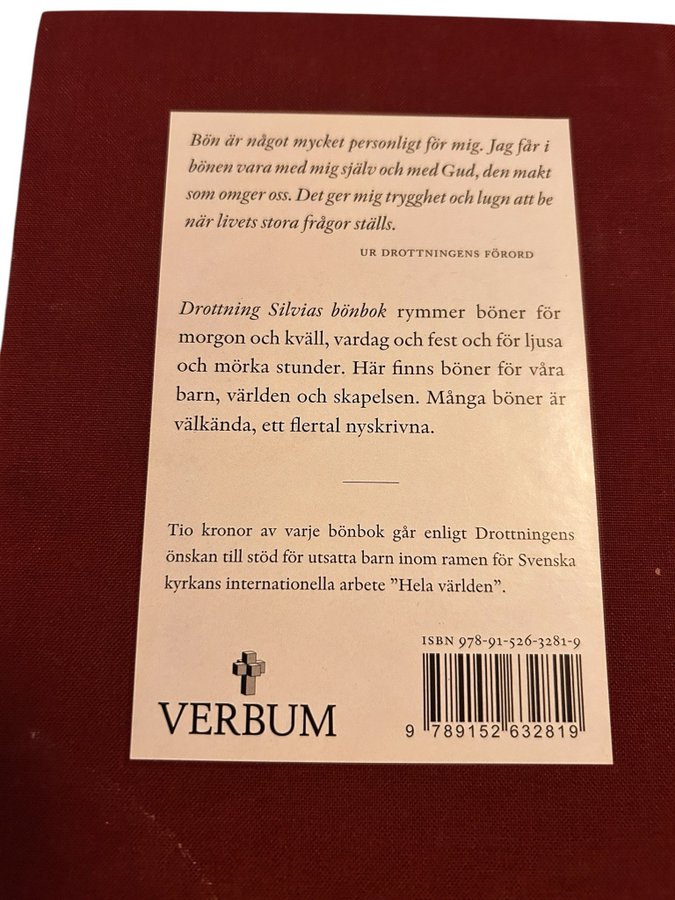 Bön är något mycket personligt för mig. Jag får i
bönen vara med mig själv och med Gud, den makt
som omger oss. Det ger mig trygghet och lugn att be
när livets stora frågor ställs.
UR DROTTNINGENS FÖRORD
Drottning Silvias bönbok rymmer böner för
morgon och kväll, vardag och fest och för ljusa
och mörka stunder. Här finns böner för våra
barn, världen och skapelsen. Många böner är
välkända, ett flertal nyskrivna.
Tio kronor av varje bönbok går enligt Drottningens
önskan till stöd för utsatta barn inom ramen för Svenska
kyrkans internationella arbete ”Hela världen”.
ISBN 978-91-526-3281-9
VERBUM
9 789152 632819